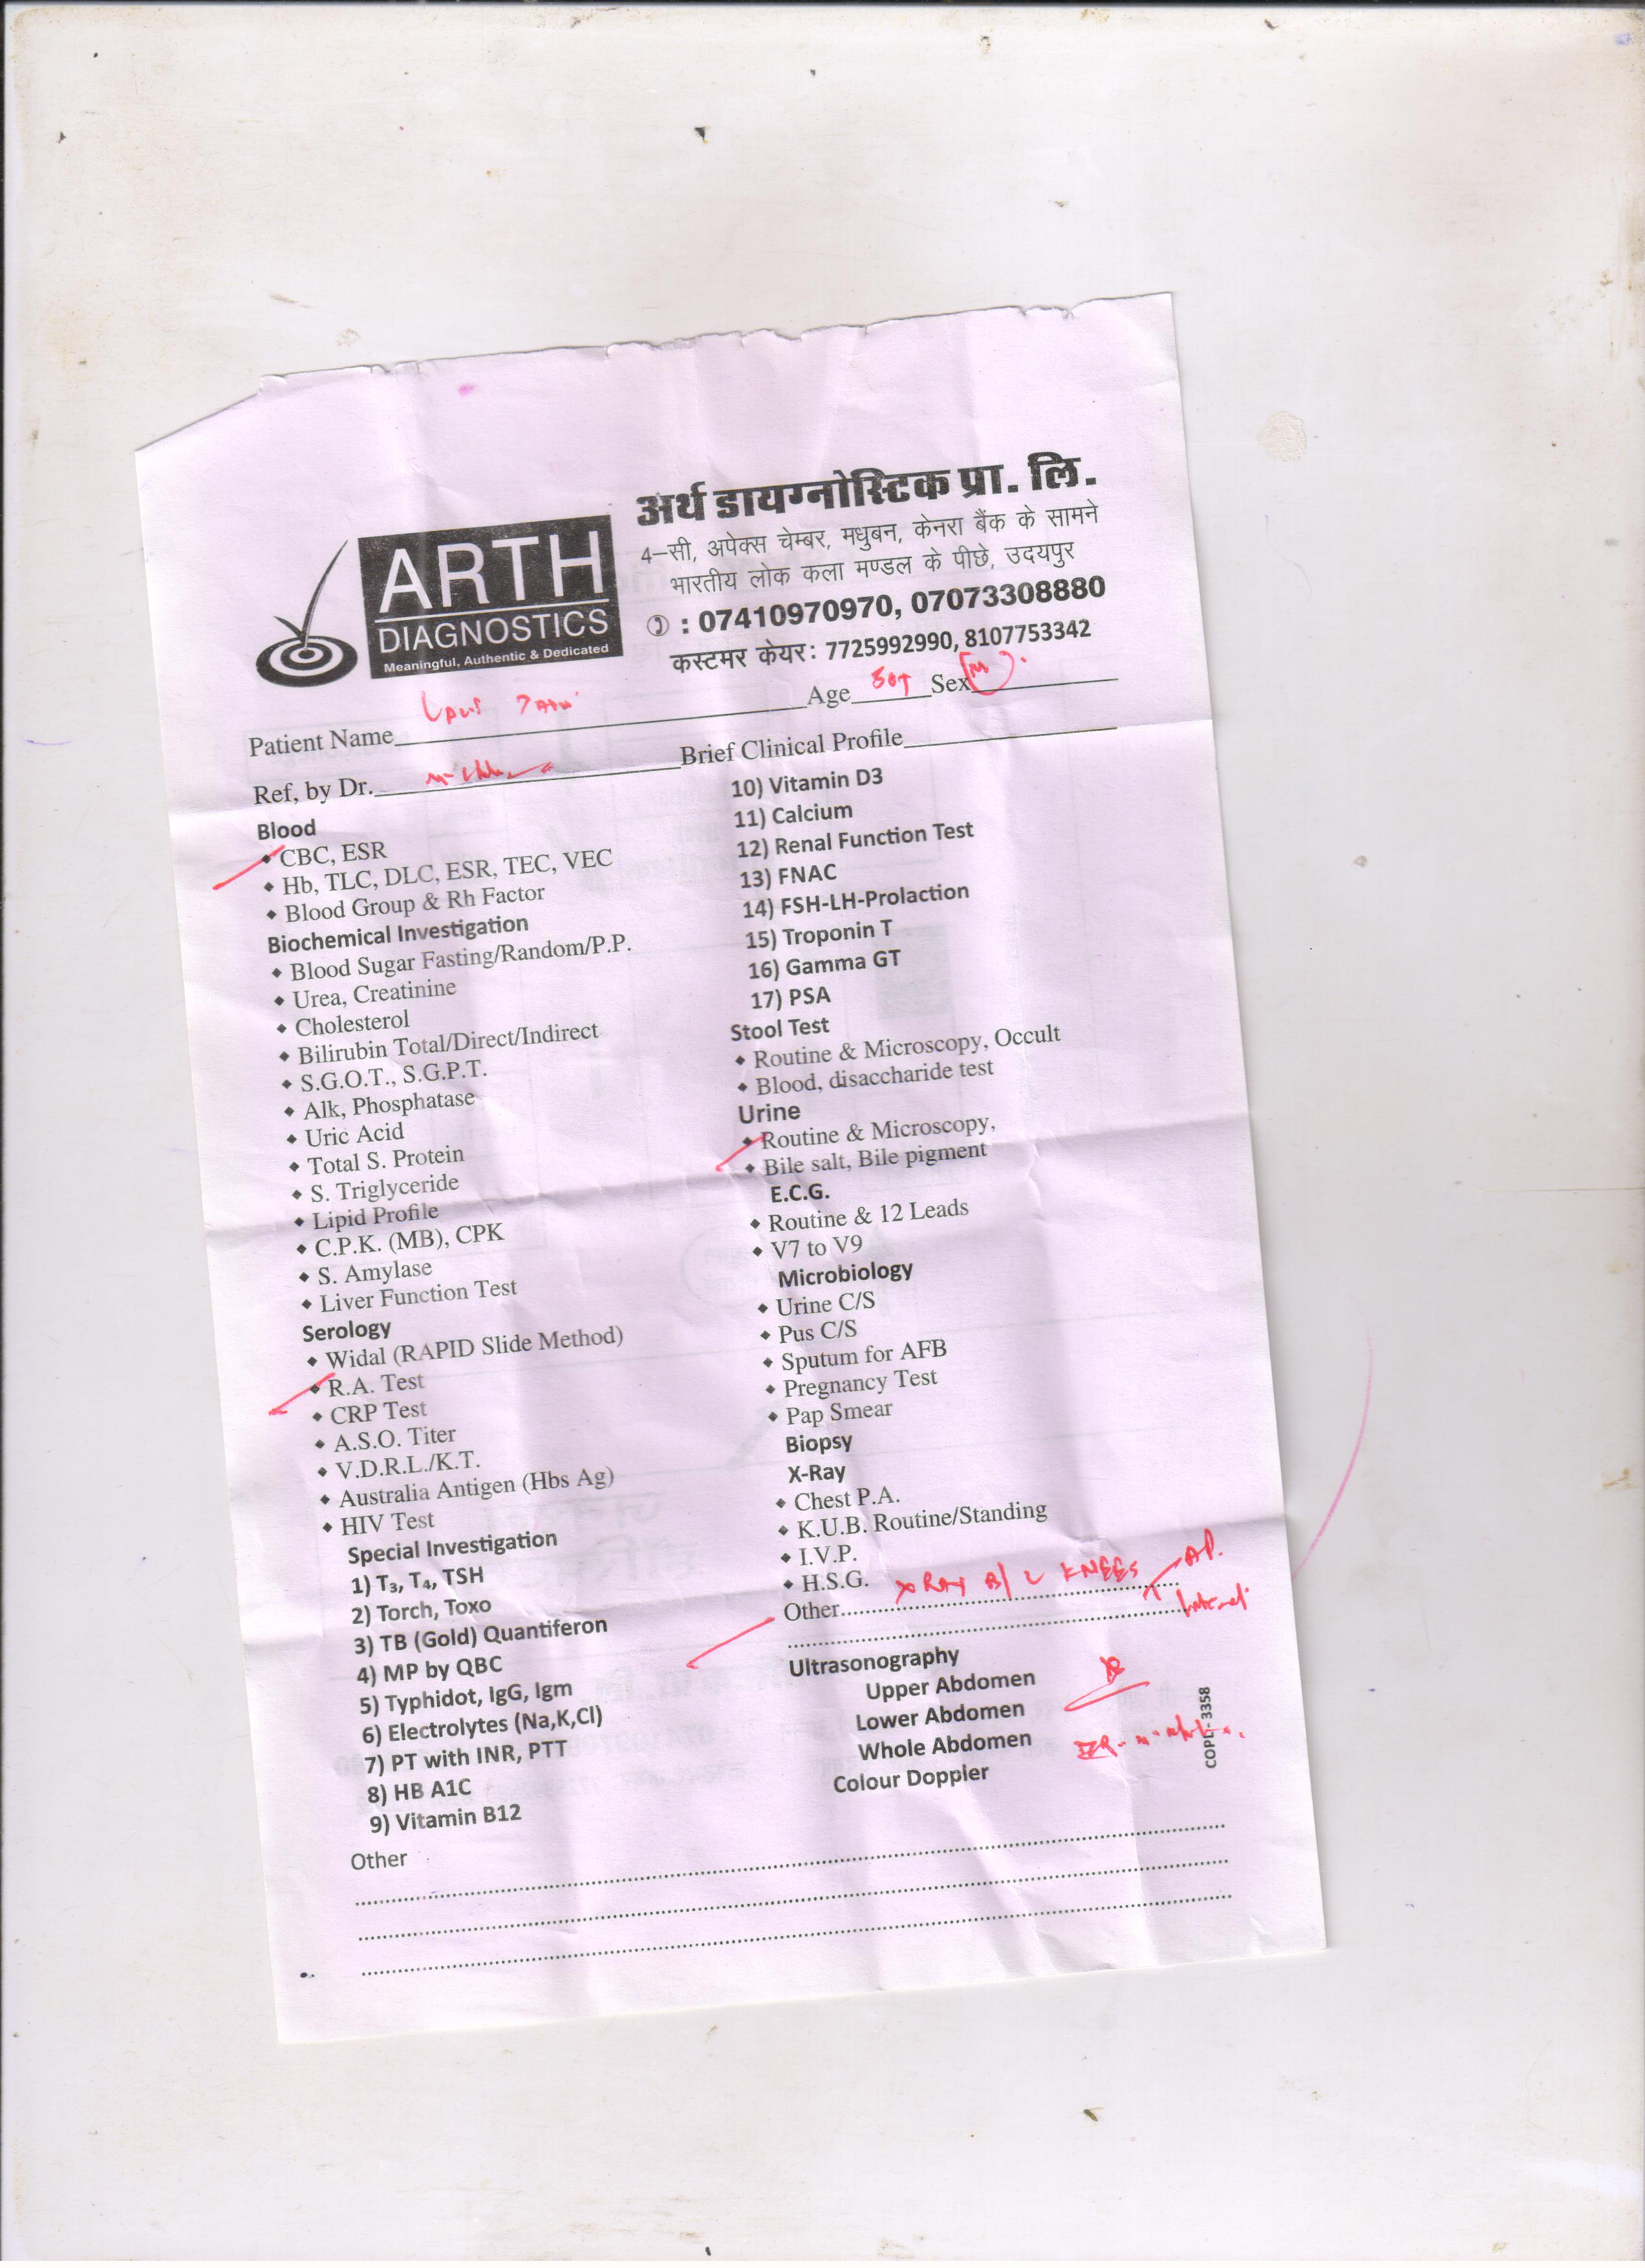 अर्थ डायग्नोस्टिक प्रा. लि.
4–सी, अपेक्स चेम्बर, मधुबन, केनरा बैंक के सामने
भारतीय लोक कला मण्डल के पीछे, उदयपुर
: 07410970970, 07073308880
कस्टमर केयर: 7725992990, 8107753342
ARTH
DIAGNOSTICS
Meaningful, Authentic & Dedicated
Patient Name Age Sex (M)
Ref, by Dr. Brief Clinical Profile
Blood
CBC, ESR
Hb, TLC, DLC, ESR, TEC, VEC
Blood Group & Rh Factor
Biochemical Investigation
Blood Sugar Fasting/Random/P.P.
Urea, Creatinine
Cholesterol
Bilirubin Total/Direct/Indirect
S.G.O.T., S.G.P.T.
Alk, Phosphatase
Uric Acid
Total S. Protein
S. Triglyceride
Lipid Profile
C.P.K. (MB), CPK
S. Amylase
Liver Function Test
Serology
Widal (RAPID Slide Method)
R.A. Test
CRP Test
A.S.O. Titer
V.D.R.L./K.T.
Australia Antigen (Hbs Ag)
HIV Test
Special Investigation
1) T₃, T₄, TSH
2) Torch, Toxo
3) TB (Gold) Quantiferon
4) MP by QBC
5) Typhidot, IgG, Igm
6) Electrolytes (Na,K,Cl)
7) PT with INR, PTT
8) HB A1C
9) Vitamin B12
10) Vitamin D3
11) Calcium
12) Renal Function Test
13) FNAC
14) FSH-LH-Prolaction
15) Troponin T
16) Gamma GT
17) PSA
Stool Test
Routine & Microscopy, Occult
Blood, disaccharide test
Urine
Routine & Microscopy,
Bile salt, Bile pigment
E.C.G.
Routine & 12 Leads
V7 to V9
Microbiology
Urine C/S
Pus C/S
Sputum for AFB
Pregnancy Test
Pap Smear
Biopsy
X-Ray
Chest P.A.
K.U.B. Routine/Standing
I.V.P.
H.S.G.
Other X RAY B/L KNEES AP.
Lateral
Ultrasonography
Upper Abdomen
Lower Abdomen
Whole Abdomen
Colour Doppler
COPL-3358
Other